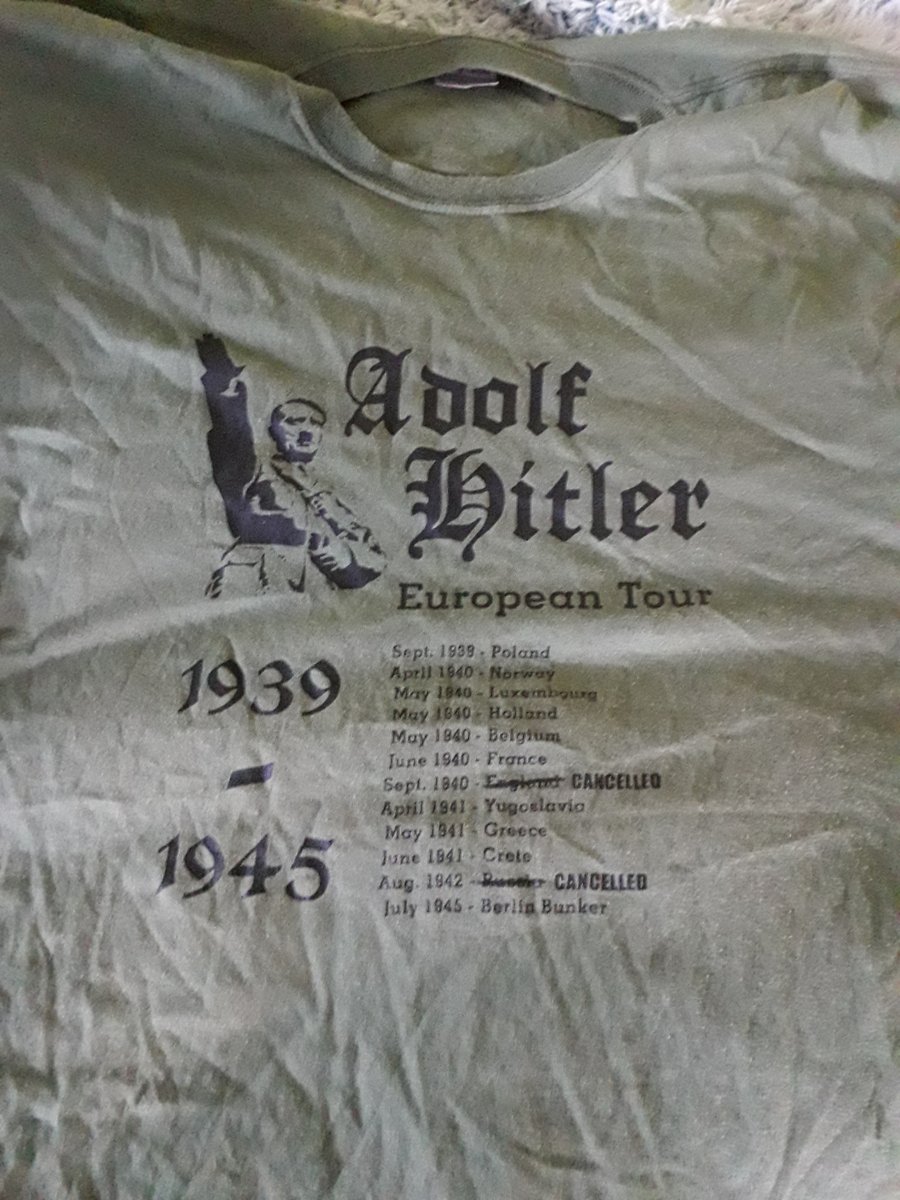 Adolf
Hitler
European Tour
1939
-
1945
Sept. 1939 - Poland
April 1940 - Norway
May 1940 - Luxembourg
May 1940 - Holland
May 1940 - Belgium
June 1940 - France
Sept. 1940 - England CANCELLED
April 1941 - Yugoslavia
May 1941 - Greece
June 1941 - Crete
Aug. 1942 - Russia CANCELLED
July 1945 - Berlin Bunker